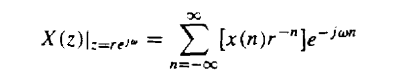 X(z)|_{z=re^{jω}} = \sum_{n=-∞}^{∞} [x(n)r^{-n}]e^{-jωn}